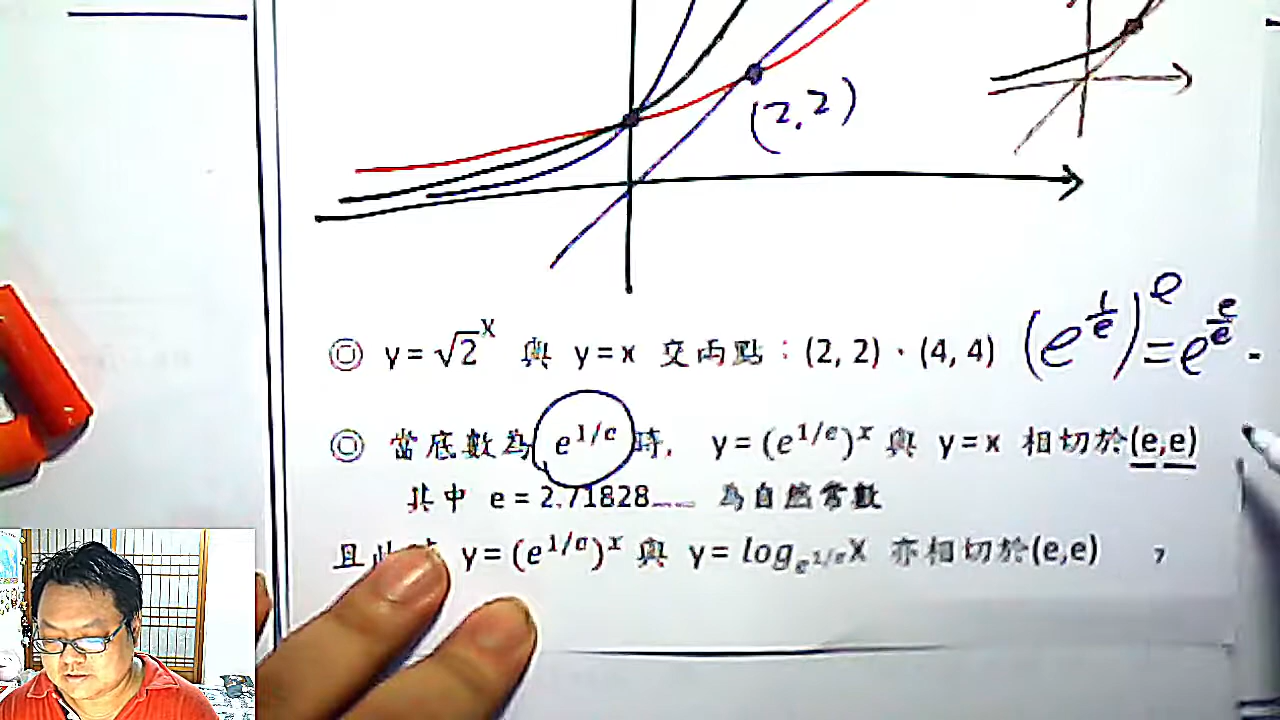 (2,2)
◎ y = √2^x 與 y = x 交兩點：(2, 2)、(4, 4) (e^{1/e})^e = e^{e/e}
◎ 當底數為 e^{1/e} 時, y = (e^{1/e})^x 與 y = x 相切於(e,e)
其中 e = 2.71828...... 為自然常數
且此時 y = (e^{1/e})^x 與 y = log_{e^{1/e}}x 亦相切於(e,e) ,